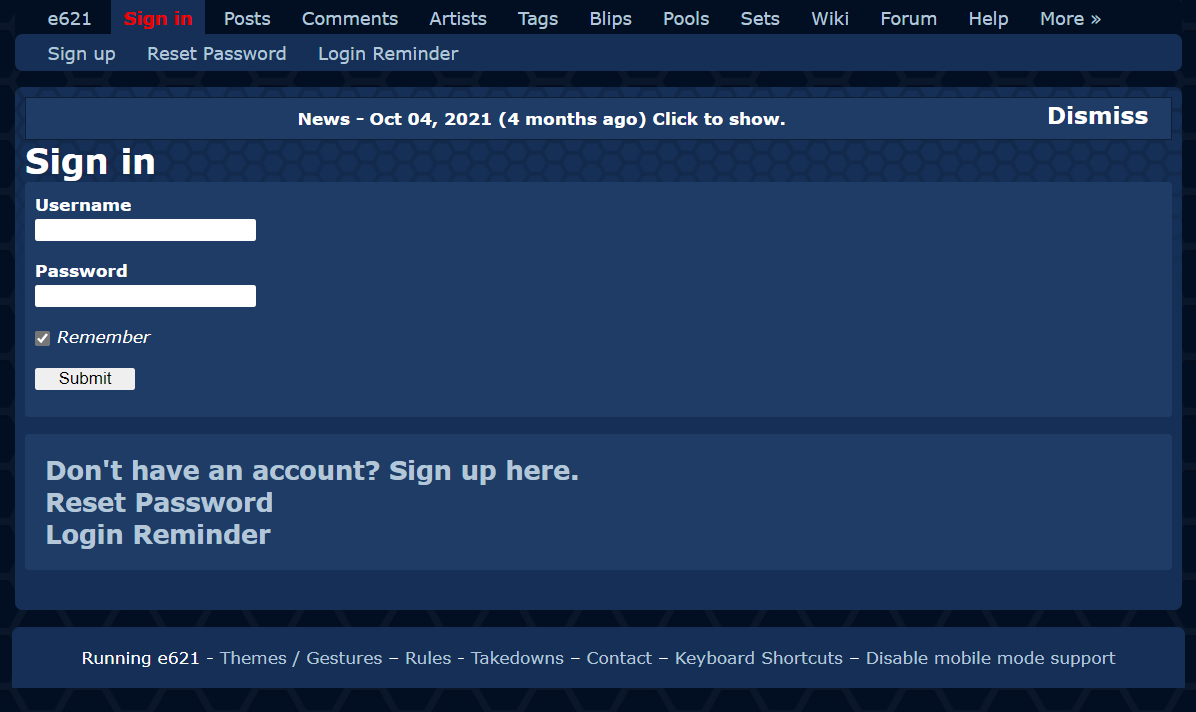 e621 Sign in Posts Comments Artists Tags Blips Pools Sets Wiki Forum Help More »
Sign up Reset Password Login Reminder
News - Oct 04, 2021 (4 months ago) Click to show. Dismiss
Sign in
Username
Password
Remember
Submit
Don't have an account? Sign up here.
Reset Password
Login Reminder
Running e621 - Themes / Gestures – Rules - Takedowns – Contact – Keyboard Shortcuts – Disable mobile mode support